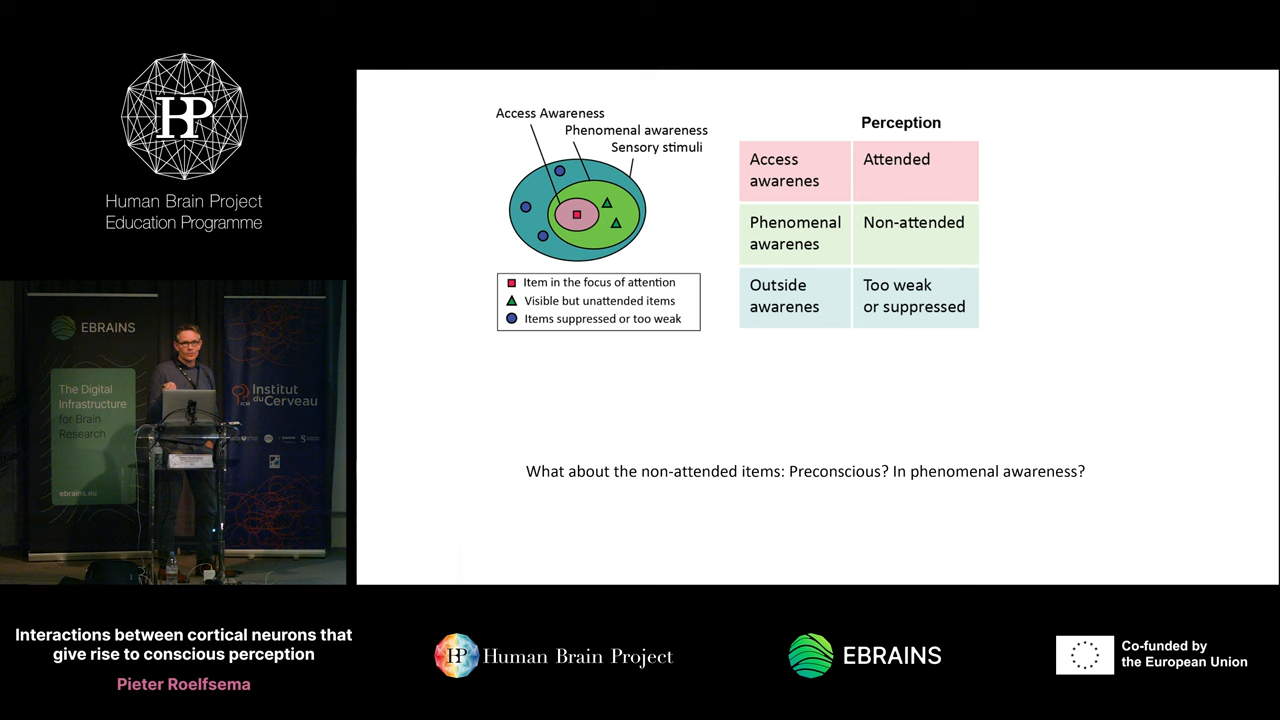 HP
Human Brain Project
Education Programme
EBRAINS
The Digital
Infrastructure
for Brain
Research
ebrains.eu
Institut
du Cerveau
ICM
Access Awareness
Phenomenal awareness
Sensory stimuli
Item in the focus of attention
Visible but unattended items
Items suppressed or too weak
Perception
Access
awarenes
Attended
Phenomenal
awarenes
Non-attended
Outside
awarenes
Too weak
or suppressed
What about the non-attended items: Preconscious? In phenomenal awareness?
Interactions between cortical neurons that
give rise to conscious perception
Pieter Roelfsema
HP Human Brain Project
EBRAINS
Co-funded by
the European Union